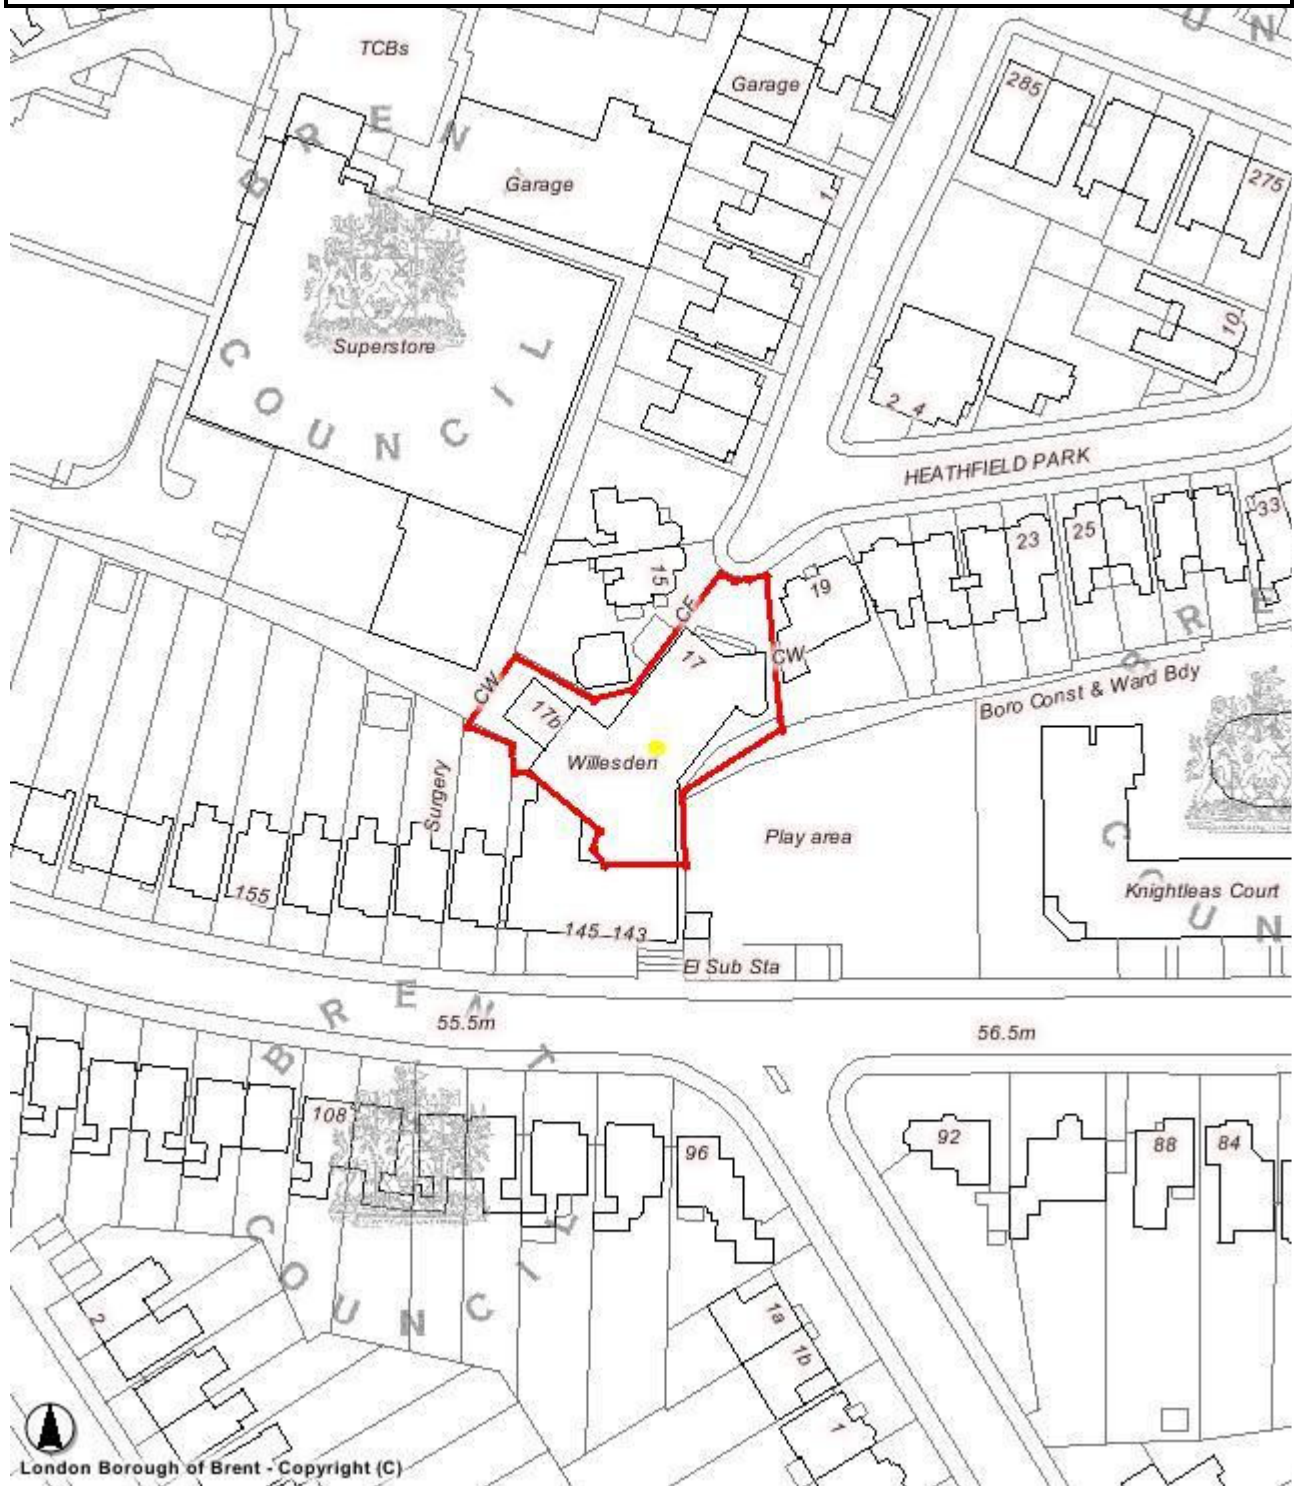 TCBs
Garage
Garage
285
275
1
BRENT
COUNCIL
Superstore
10
2
4
HEATHFIELD PARK
33
25
23
19
15
CF
17
CW
CW
17b
Willesden
Boro Const & Ward Bdy
Surgery
Play area
Knightleas Court
155
145
143
El Sub Sta
55.5m
56.5m
BRENT
COUNCIL
108
96
92
88
84
1a
1b
1
2
London Borough of Brent - Copyright (C)